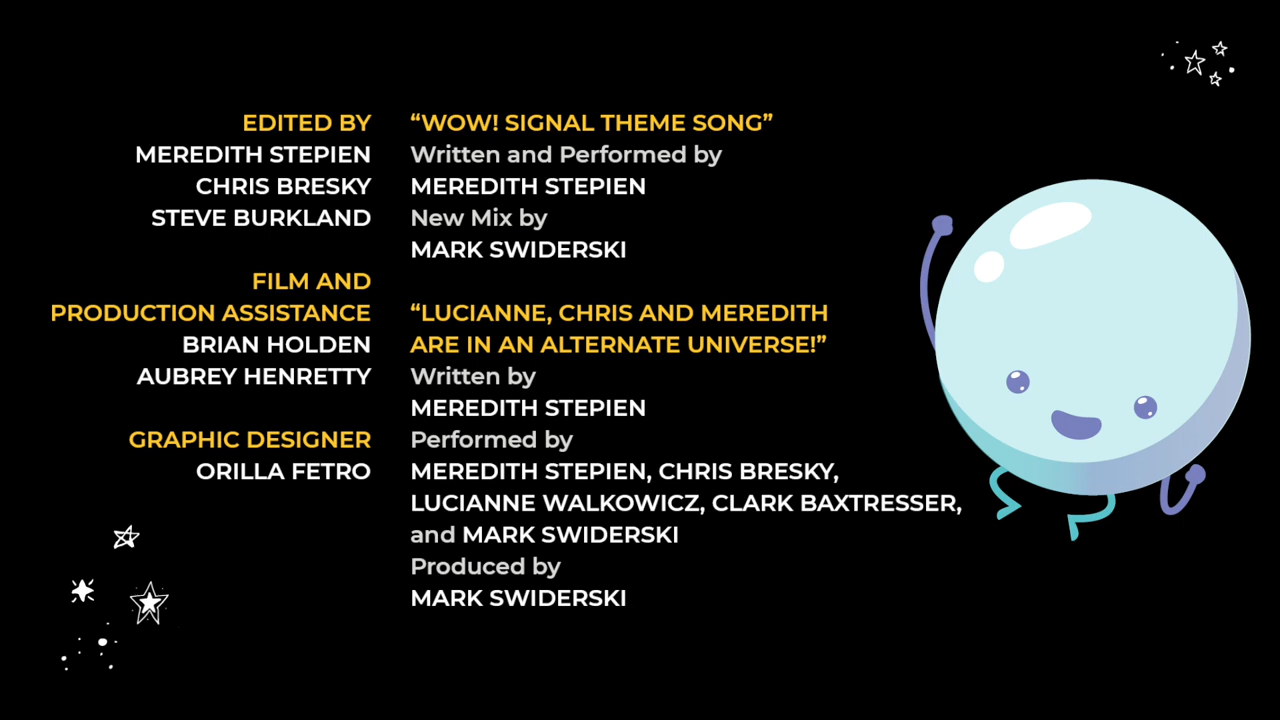 EDITED BY
MEREDITH STEPIEN
CHRIS BRESKY
STEVE BURKLAND
FILM AND
PRODUCTION ASSISTANCE
BRIAN HOLDEN
AUBREY HENRETTY
GRAPHIC DESIGNER
ORILLA FETRO
“WOW! SIGNAL THEME SONG”
Written and Performed by
MEREDITH STEPIEN
New Mix by
MARK SWIDERSKI
“LUCIANNE, CHRIS AND MEREDITH
ARE IN AN ALTERNATE UNIVERSE!”
Written by
MEREDITH STEPIEN
Performed by
MEREDITH STEPIEN, CHRIS BRESKY,
LUCIANNE WALKOWICZ, CLARK BAXTRESSER,
and MARK SWIDERSKI
Produced by
MARK SWIDERSKI